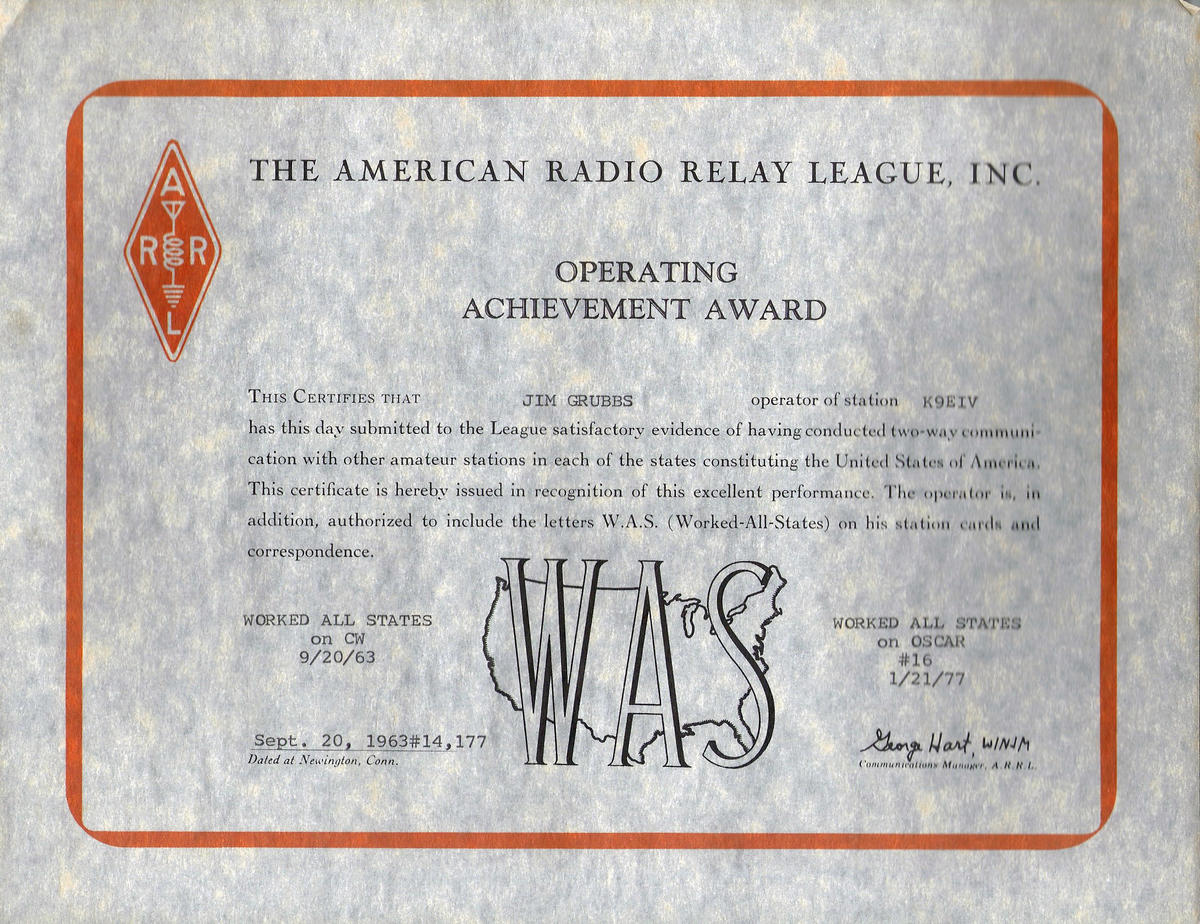 THE AMERICAN RADIO RELAY LEAGUE, INC.
A
R R
L
OPERATING
ACHIEVEMENT AWARD
THIS CERTIFIES THAT JIM GRUBBS operator of station K9EIV
has this day submitted to the League satisfactory evidence of having conducted two-way communi-
cation with other amateur stations in each of the states constituting the United States of America.
This certificate is hereby issued in recognition of this excellent performance. The operator is, in
addition, authorized to include the letters W.A.S. (Worked-All-States) on his station cards and
correspondence.
WAS
WORKED ALL STATES
on CW
9/20/63
WORKED ALL STATES
on OSCAR
#16
1/21/77
Sept. 20, 1963#14,177
Dated at Newington, Conn.
George Hart, W1NJM
Communications Manager, A.R.R.L.